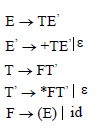 E → TE'
E' → +TE'|ε
T → FT'
T' → *FT' | ε
F → (E) | id